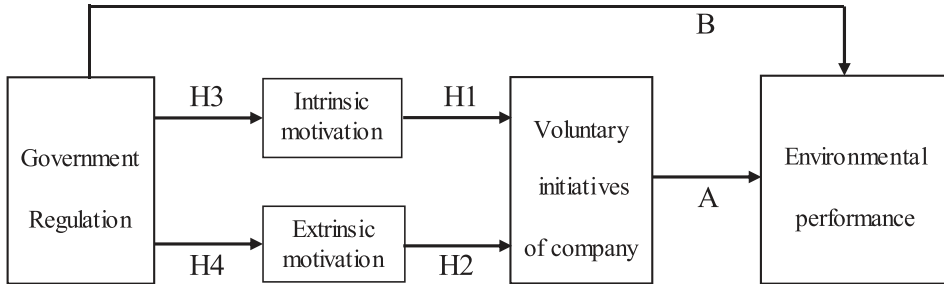 B
H3
Intrinsic
motivation
H1
Government
Regulation
H4
Extrinsic
motivation
H2
Voluntary
initiatives
of company
A
Environmental
performance